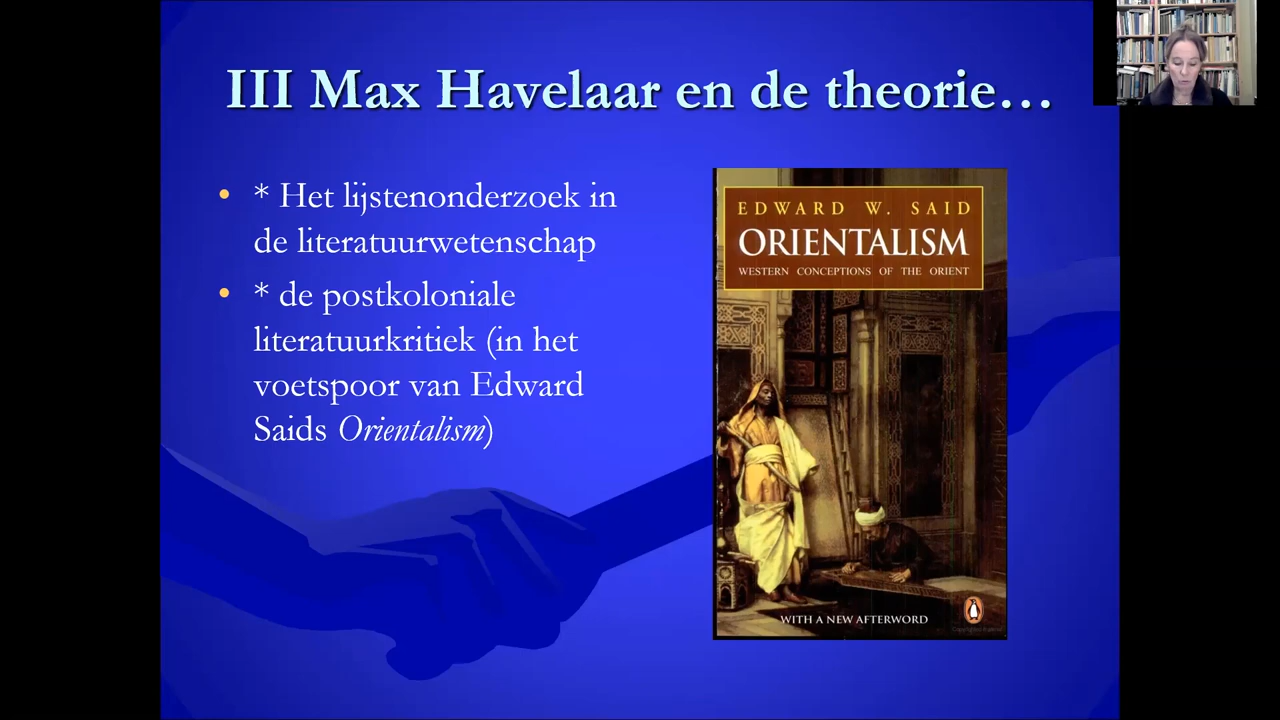 III Max Havelaar en de theorie…
* Het lijstenonderzoek in
de literatuurwetenschap
* de postkoloniale
literatuurkritiek (in het
voetspoor van Edward
Saids Orientalism)
EDWARD W. SAID
ORIENTALISM
WESTERN CONCEPTIONS OF THE ORIENT
WITH A NEW AFTERWORD